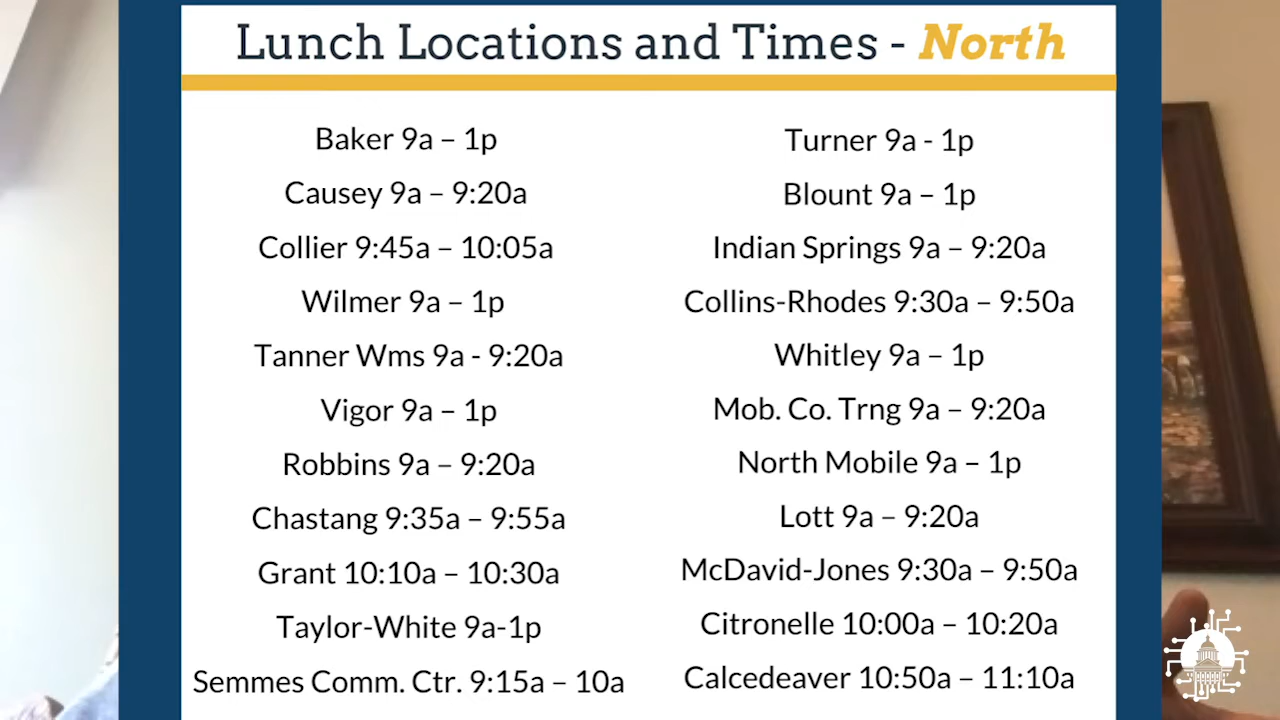 Lunch Locations and Times - North
Baker 9a – 1p
Causey 9a – 9:20a
Collier 9:45a – 10:05a
Wilmer 9a – 1p
Tanner Wms 9a - 9:20a
Vigor 9a – 1p
Robbins 9a – 9:20a
Chastang 9:35a – 9:55a
Grant 10:10a – 10:30a
Taylor-White 9a-1p
Semmes Comm. Ctr. 9:15a – 10a
Turner 9a - 1p
Blount 9a – 1p
Indian Springs 9a – 9:20a
Collins-Rhodes 9:30a – 9:50a
Whitley 9a – 1p
Mob. Co. Trng 9a – 9:20a
North Mobile 9a – 1p
Lott 9a – 9:20a
McDavid-Jones 9:30a – 9:50a
Citronelle 10:00a – 10:20a
Calcedeaver 10:50a – 11:10a